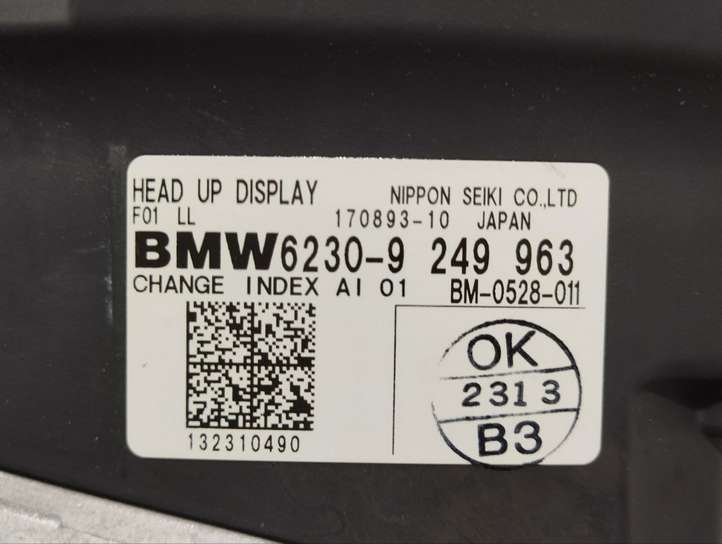 HEAD UP DISPLAY NIPPON SEIKI CO.,LTD
F01 LL 170893-10 JAPAN
BMW 6230-9 249 963
CHANGE INDEX AI 01 BM-0528-011
OK
2313
B3
132310490